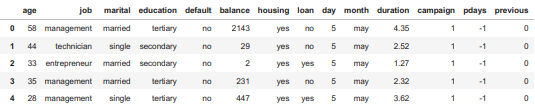 age job marital education default balance housing loan day month duration campaign pdays previous
0 58 management married tertiary no 2143 yes no 5 may 4.35 1 -1 0
1 44 technician single secondary no 29 yes no 5 may 2.52 1 -1 0
2 33 entrepreneur married secondary no 2 yes yes 5 may 1.27 1 -1 0
3 35 management married tertiary no 231 yes no 5 may 2.32 1 -1 0
4 28 management single tertiary no 447 yes yes 5 may 3.62 1 -1 0